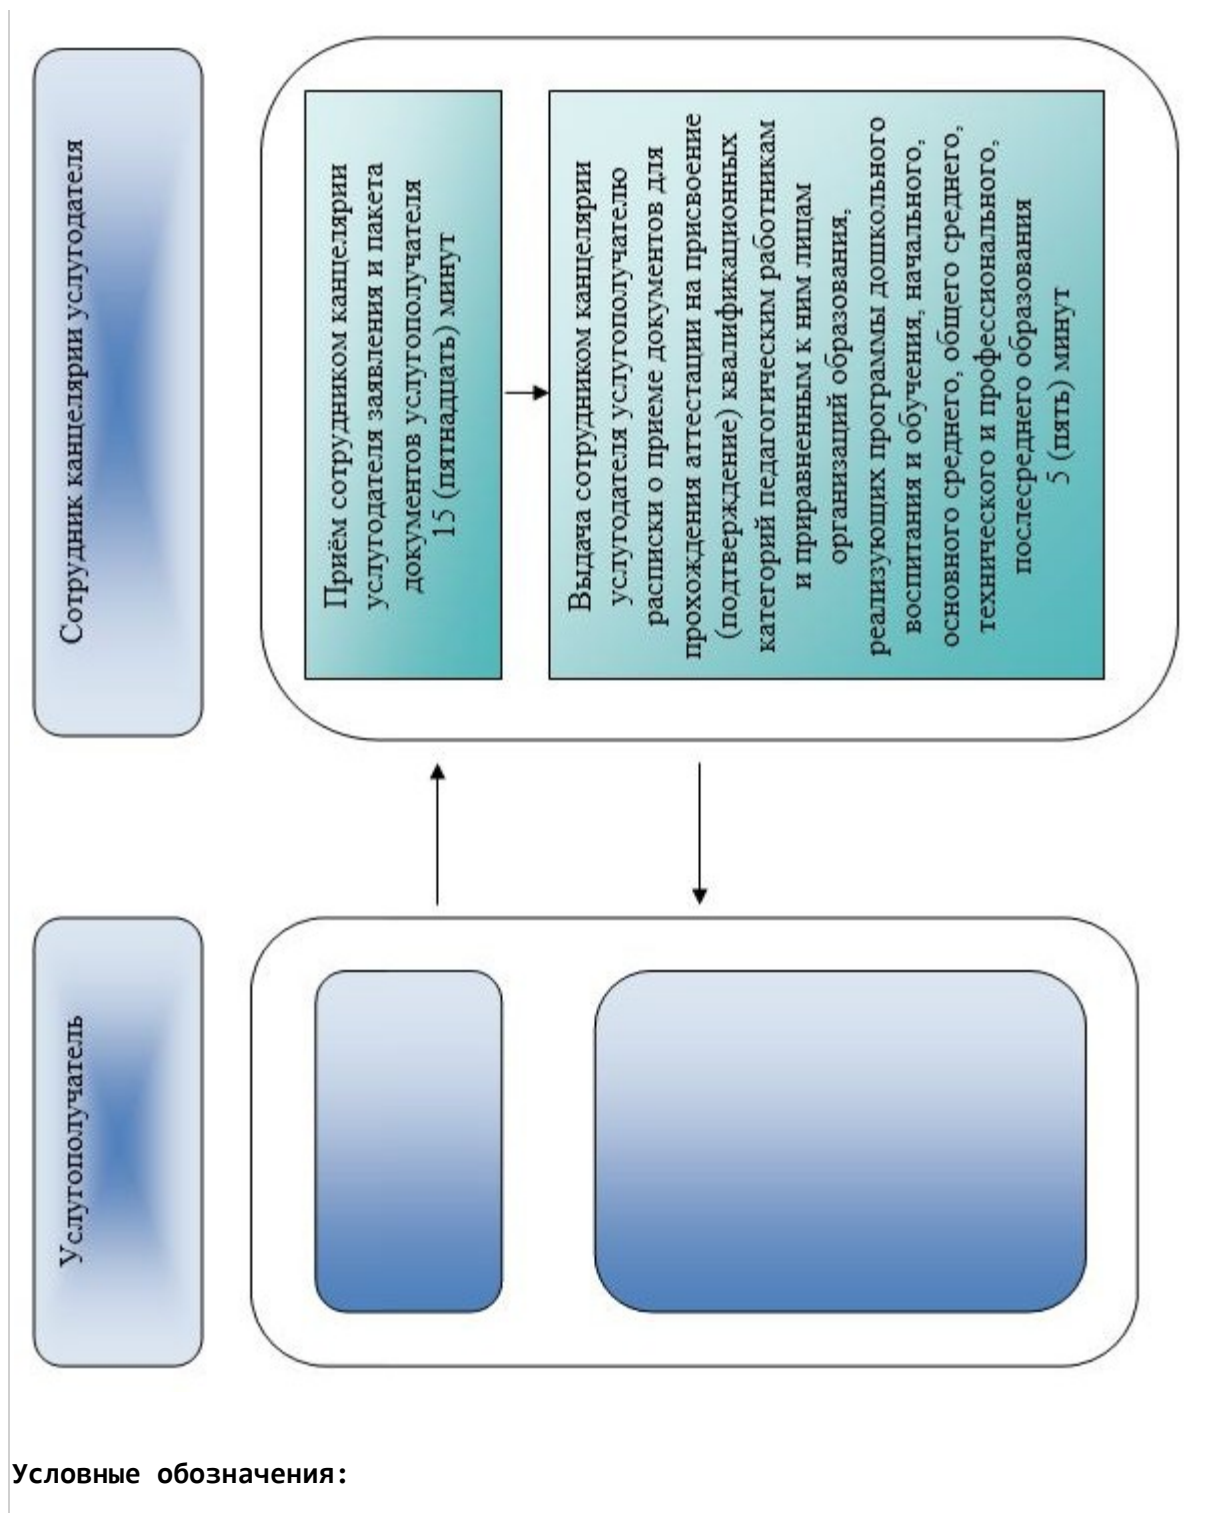 Услугополучатель
Сотрудник канцелярии услугодателя
Приём сотрудником канцелярии
услугодателя заявления и пакета
документов услугополучателя
15 (пятнадцать) минут
Выдача сотрудником канцелярии
услугодателя услугополучателю
расписки о приеме документов для
прохождения аттестации на присвоение
(подтверждение) квалификационных
категорий педагогическим работникам
и приравненным к ним лицам
организаций образования,
реализующих программы дошкольного
воспитания и обучения, начального,
основного среднего, общего среднего,
технического и профессионального,
послесреднего образования
5 (пять) минут
Условные обозначения: